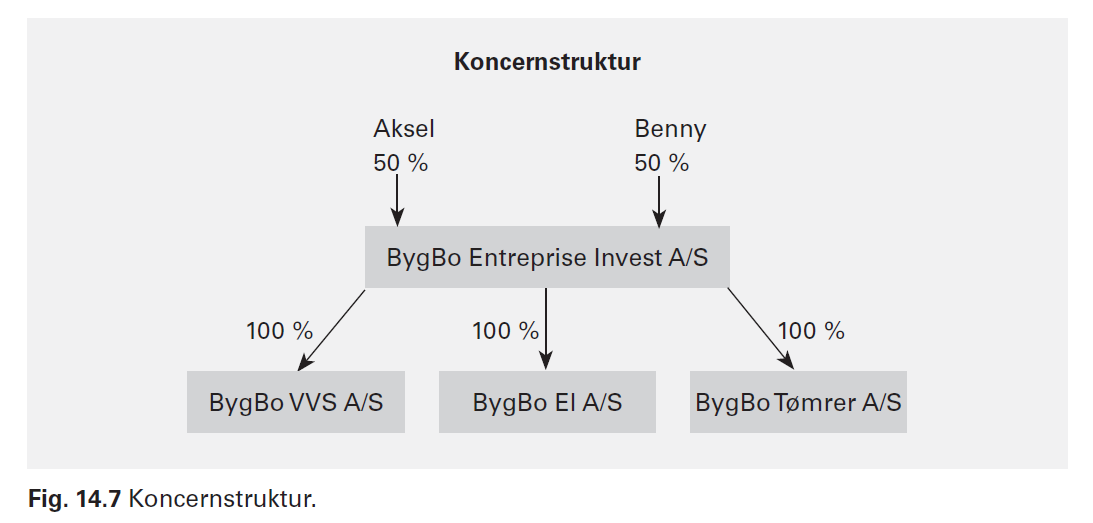 Koncernstruktur
Aksel
50 %
Benny
50 %
BygBo Entreprise Invest A/S
100 %
100 %
100 %
BygBo VVS A/S
BygBo El A/S
BygBo Tømrer A/S
Fig. 14.7 Koncernstruktur.